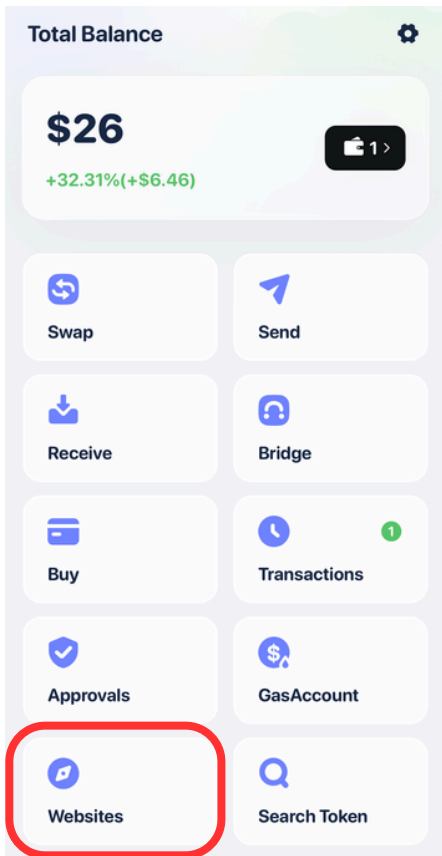 Total Balance
$26
1 >
+32.31%(+$6.46)
Swap
Send
Receive
Bridge
Buy
1
Transactions
Approvals
GasAccount
Websites
Search Token